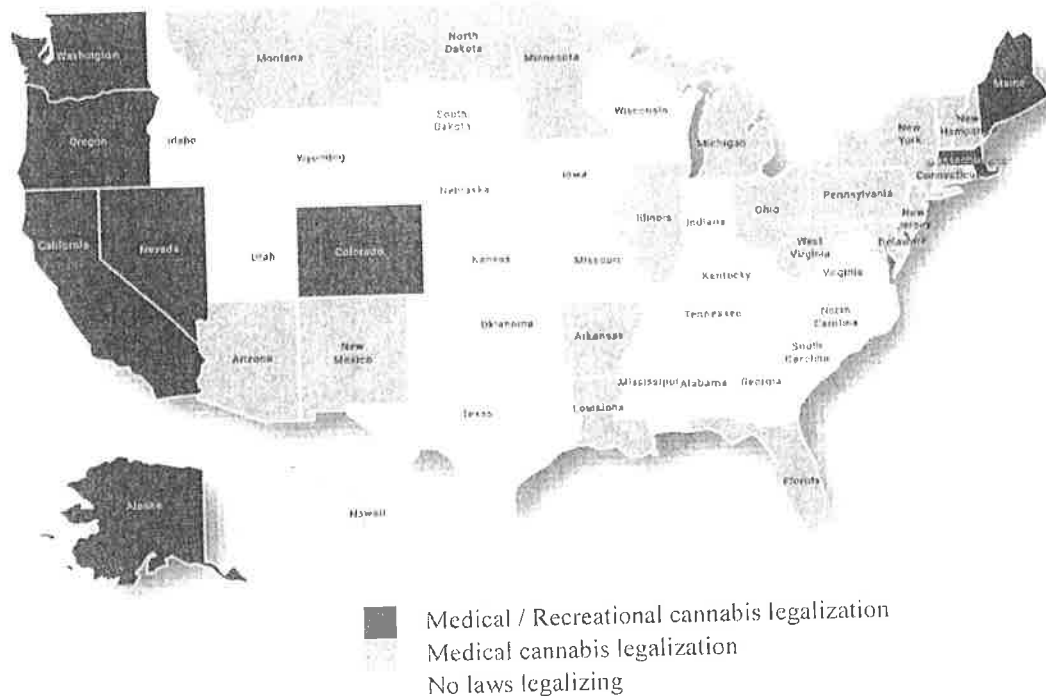 Washington
Montana
North
Dakota
Minnesota
Maine
Oregon
Idaho
South
Dakota
Wisconsin
Michigan
New
York
New
Hampshi
Wyoming
Iowa
Nebraska
Connecticut
Pennsylvania
Illinois
Indiana
Ohio
New
Jersey
California
Nevada
Utah
Colorado
Kansas
Missouri
West
Virginia
Delaware
Kentucky
Virginia
Oklahoma
Tennessee
North
Carolina
Arizona
New
Mexico
Arkansas
South
Carolina
Mississippi
Alabama
Georgia
Texas
Louisiana
Florida
Alaska
Hawaii
Medical / Recreational cannabis legalization
Medical cannabis legalization
No laws legalizing